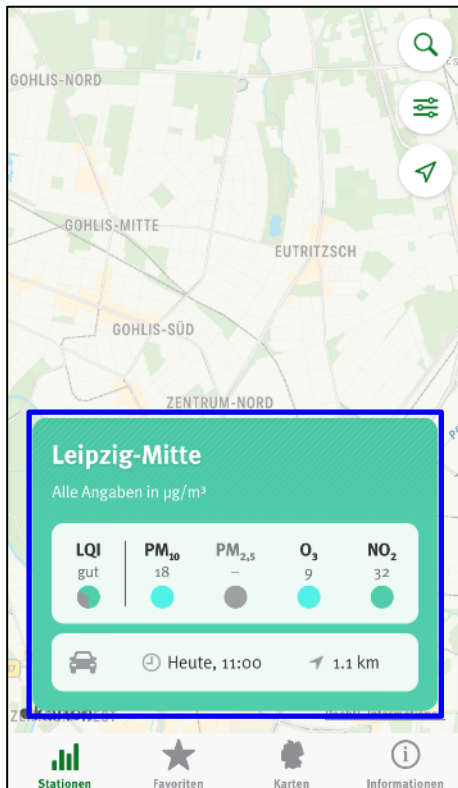 GOHLIS-NORD
GOHLIS-MITTE
EUTRITZSCH
GOHLIS-SÜD
ZENTRUM-NORD
Leipzig-Mitte
Alle Angaben in µg/m³
LQI PM₁₀ PM₂,₅ O₃ NO₂
gut 18 – 9 32
Heute, 11:00 1.1 km
Stationen Favoriten Karten Informationen